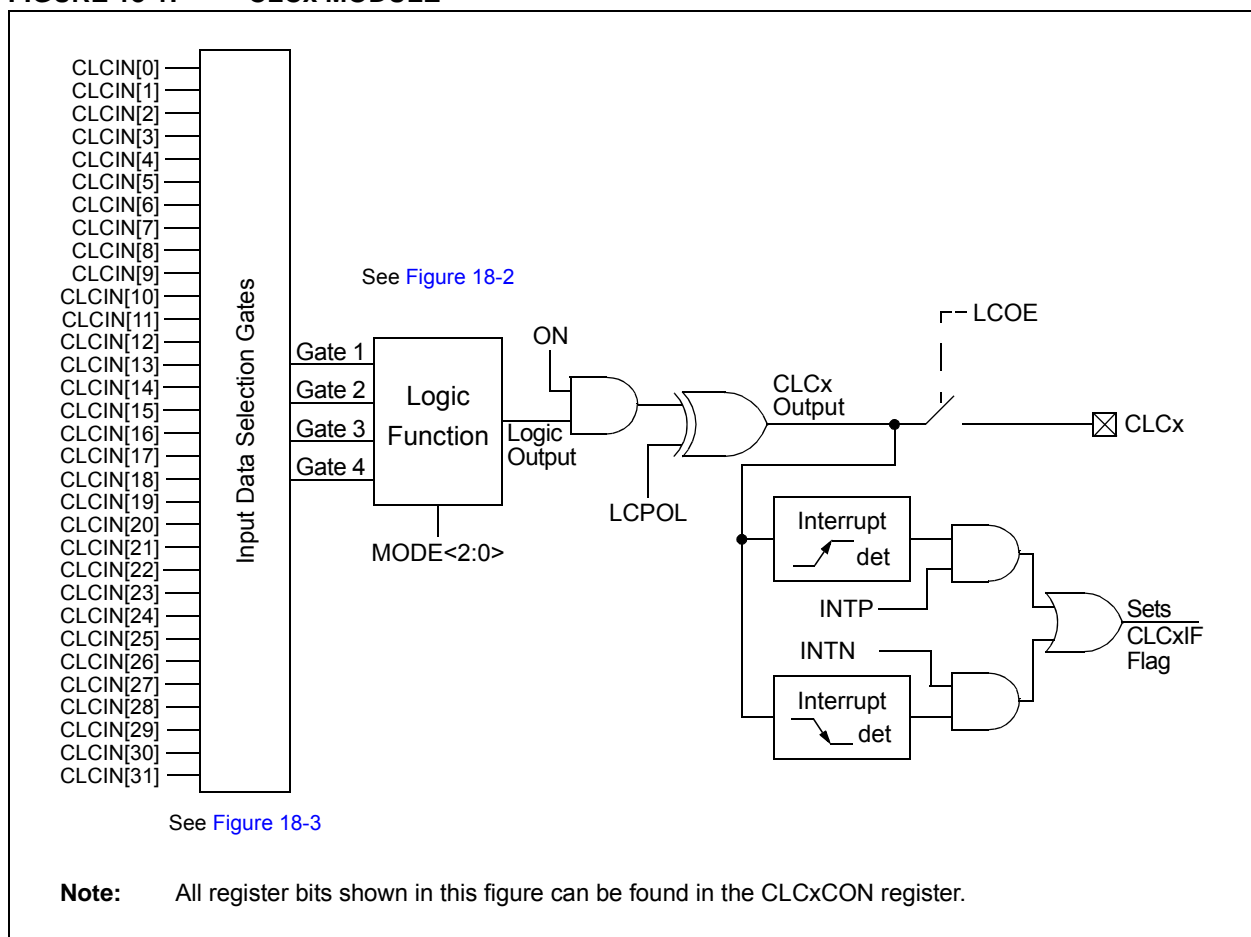 CLCIN[0]
CLCIN[1]
CLCIN[2]
CLCIN[3]
CLCIN[4]
CLCIN[5]
CLCIN[6]
CLCIN[7]
CLCIN[8]
CLCIN[9]
CLCIN[10]
CLCIN[11]
CLCIN[12]
CLCIN[13]
CLCIN[14]
CLCIN[15]
CLCIN[16]
CLCIN[17]
CLCIN[18]
CLCIN[19]
CLCIN[20]
CLCIN[21]
CLCIN[22]
CLCIN[23]
CLCIN[24]
CLCIN[25]
CLCIN[26]
CLCIN[27]
CLCIN[28]
CLCIN[29]
CLCIN[30]
CLCIN[31]
Input Data Selection Gates
See Figure 18-3
See Figure 18-2
Gate 1
Gate 2
Gate 3
Gate 4
Logic
Function
MODE<2:0>
Logic
Output
ON
LCPOL
CLCx
Output
LCOE
CLCx
Interrupt
det
INTP
INTN
Interrupt
det
Sets
CLCxIF
Flag
Note: All register bits shown in this figure can be found in the CLCxCON register.